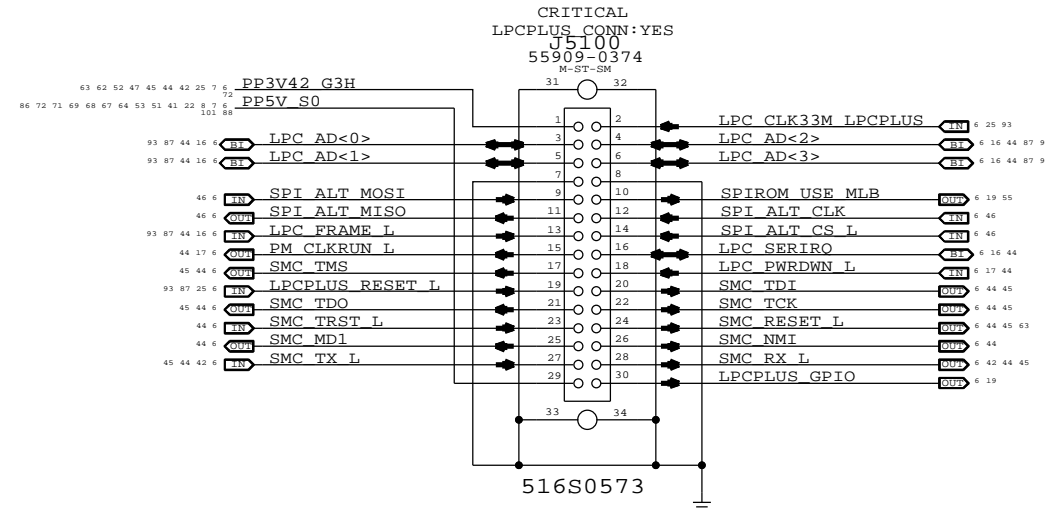 CRITICAL
LPCPLUS_CONN:YES
J5100
55909-0374
M-ST-SM
31 32
63 62 52 47 45 44 42 25 7 6 PP3V42_G3H
72
86 72 71 69 68 67 64 53 51 41 22 8 7 6 PP5V_S0
101 88
1 2 LPC_CLK33M_LPCPLUS IN 6 25 93
93 87 44 16 6 BI LPC_AD<0> 3 4 LPC_AD<2> BI 6 16 44 87 9
93 87 44 16 6 BI LPC_AD<1> 5 6 LPC_AD<3> BI 6 16 44 87 9
7 8
46 6 IN SPI_ALT_MOSI 9 10 SPIROM_USE_MLB OUT 6 19 55
46 6 OUT SPI_ALT_MISO 11 12 SPI_ALT_CLK IN 6 46
93 87 44 16 6 IN LPC_FRAME_L 13 14 SPI_ALT_CS_L IN 6 46
44 17 6 OUT PM_CLKRUN_L 15 16 LPC_SERIRQ BI 6 16 44
45 44 6 OUT SMC_TMS 17 18 LPC_PWRDWN_L IN 6 17 44
93 87 25 6 IN LPCPLUS_RESET_L 19 20 SMC_TDI OUT 6 44 45
45 44 6 OUT SMC_TDO 21 22 SMC_TCK OUT 6 44 45
44 6 IN SMC_TRST_L 23 24 SMC_RESET_L OUT 6 44 45 63
44 6 OUT SMC_MD1 25 26 SMC_NMI OUT 6 44
45 44 42 6 IN SMC_TX_L 27 28 SMC_RX_L OUT 6 42 44 45
29 30 LPCPLUS_GPIO OUT 6 19
33 34
516S0573